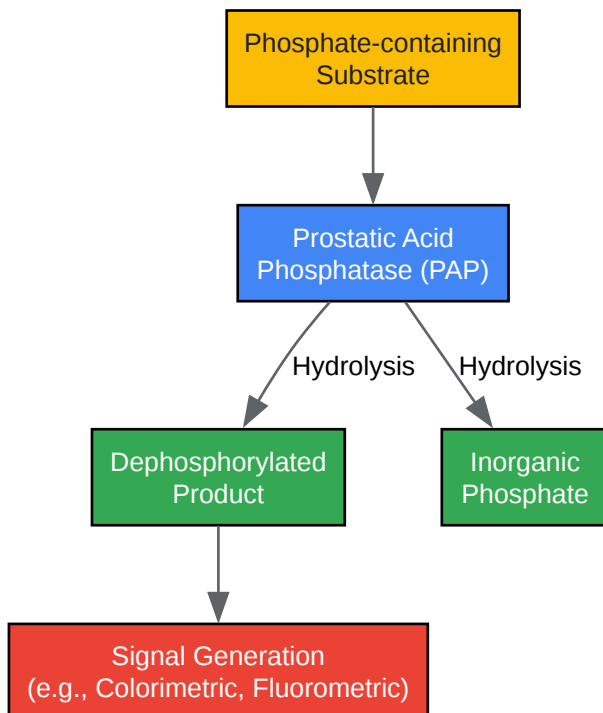 Phosphate-containing
Substrate
Prostatic Acid
Phosphatase (PAP)
Hydrolysis
Hydrolysis
Dephosphorylated
Product
Inorganic
Phosphate
Signal Generation
(e.g., Colorimetric, Fluorometric)